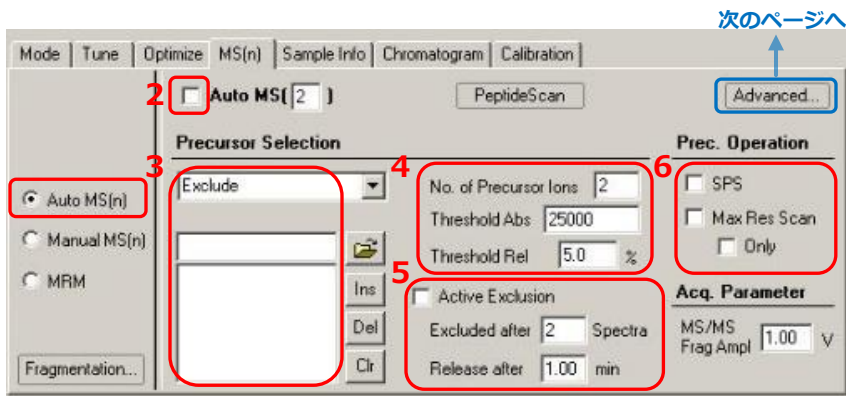 次のページへ
Mode Tune Optimize MS(n) Sample Info Chromatogram Calibration
2 Auto MS( 2 ) PeptideScan Advanced...
Precursor Selection Prec. Operation
3 Exclude 4 No. of Precursor Ions 2 6 SPS
Auto MS(n) Threshold Abs 25000 Max Res Scan
Manual MS(n) Threshold Rel 5.0 % Only
MRM 5
Ins Active Exclusion Acq. Parameter
Del Excluded after 2 Spectra MS/MS Frag Ampl 1.00 V
Fragmentation... Clr Release after 1.00 min